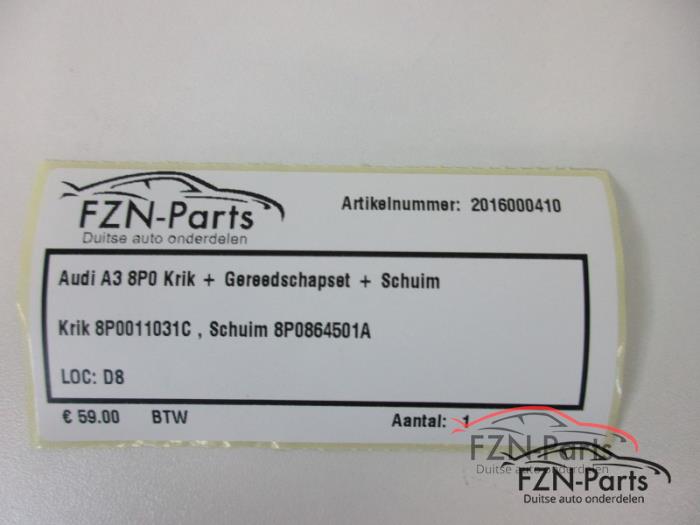 FZN-Parts
Duitse auto onderdelen
Artikelnummer: 2016000410
Audi A3 8P0 Krik + Gereedschapset + Schuim
Krik 8P0011031C , Schuim 8P0864501A
LOC: D8
€ 59.00 BTW
Aantal: 1
FZN-Parts
Duitse auto onderdelen
FZN-Parts
Duitse auto onderdelen